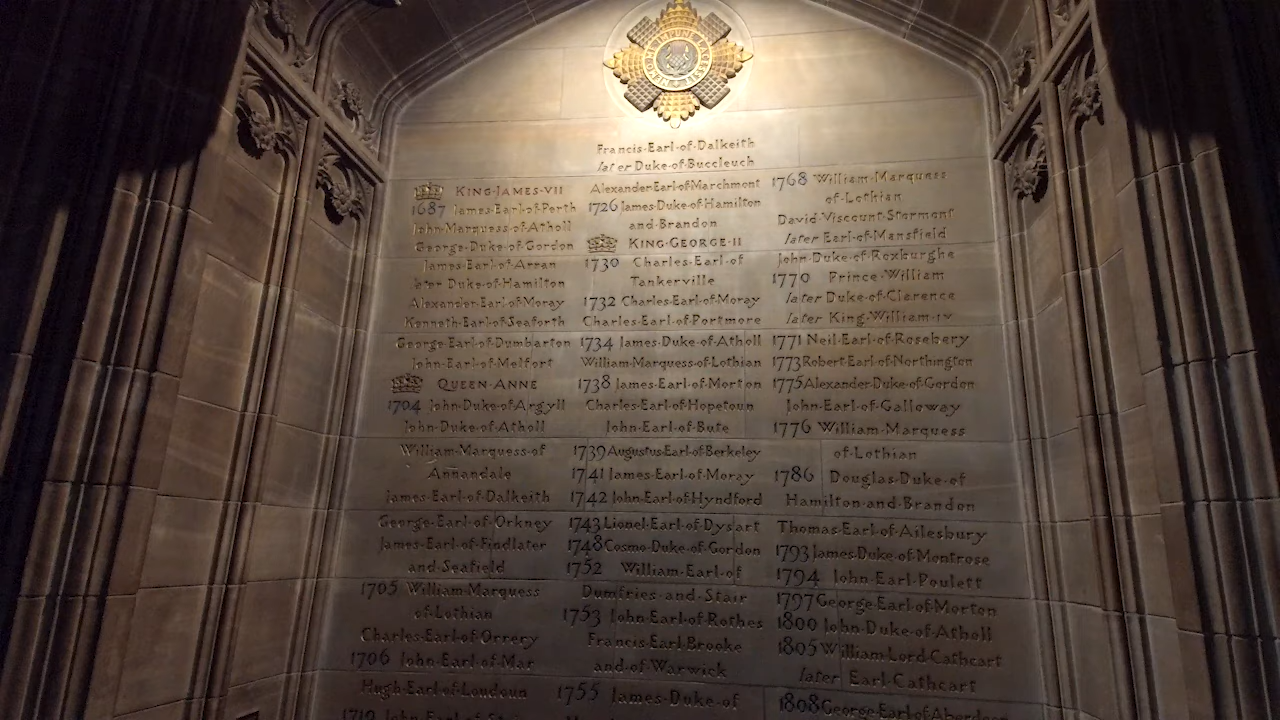 NEMO ME IMPUNE LACESSIT
Francis·Earl·of·Dalkeith
later Duke·of·Buccleuch
KING·JAMES·VII
1687 James·Earl·of·Perth
John·Marquess·of·Atholl
George·Duke·of·Gordon
James·Earl·of·Arran
later Duke·of·Hamilton
Alexander·Earl·of·Moray
Kenneth·Earl·of·Seaforth
George·Earl·of·Dumbarton
John·Earl·of·Melfort
QUEEN·ANNE
1704 John·Duke·of·Argyll
John·Duke·of·Atholl
William·Marquess·of
Annandale
James·Earl·of·Dalkeith
George·Earl·of·Orkney
James·Earl·of·Findlater
and·Seafield
1705 William·Marquess
of·Lothian
Charles·Earl·of·Orrery
1706 John·Earl·of·Mar
Hugh·Earl·of·Loudoun
1710 John·Earl·of·Stair
Alexander·Earl·of·Marchmont
1726 James·Duke·of·Hamilton
and·Brandon
KING·GEORGE·II
1730 Charles·Earl·of
Tankerville
1732 Charles·Earl·of·Moray
Charles·Earl·of·Portmore
1734 James·Duke·of·Atholl
William·Marquess·of·Lothian
1738 James·Earl·of·Morton
Charles·Earl·of·Hopetoun
John·Earl·of·Bute
1739 Augustus·Earl·of·Berkeley
1741 James·Earl·of·Moray
1742 John·Earl·of·Hyndford
1743 Lionel·Earl·of·Dysart
1748 Cosmo·Duke·of·Gordon
1752 William·Earl·of
Dumfries·and·Stair
1753 John·Earl·of·Rothes
Francis·Earl·Brooke
and·of·Warwick
1755 James·Duke·of
1768 William·Marquess
of·Lothian
David·Viscount·Stormont
later Earl·of·Mansfield
John·Duke·of·Roxburghe
1770 Prince·William
later Duke·of·Clarence
later King·William·IV
1771 Neil·Earl·of·Rosebery
1773 Robert·Earl·of·Northington
1775 Alexander·Duke·of·Gordon
John·Earl·of·Galloway
1776 William·Marquess
of·Lothian
1786 Douglas·Duke·of
Hamilton·and·Brandon
Thomas·Earl·of·Ailesbury
1793 James·Duke·of·Montrose
1794 John·Earl·Poulett
1797 George·Earl·of·Morton
1800 John·Duke·of·Atholl
1805 William·Lord·Cathcart
later Earl·Cathcart
1808 George·Earl·of·Aberdeen